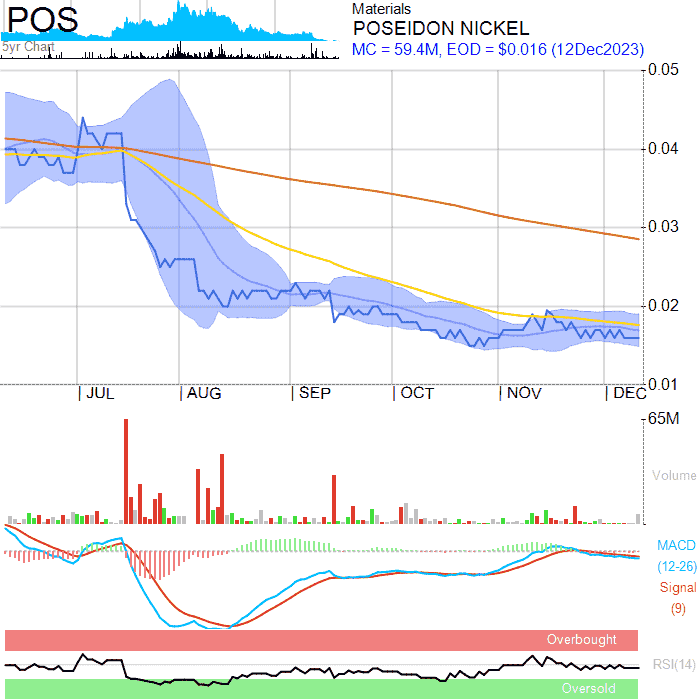 POS
5yr Chart
Materials
POSEIDON NICKEL
MC = 59.4M, EOD = $0.016 (12Dec2023)
0.05
0.04
0.03
0.02
0.01
JUL AUG SEP OCT NOV DEC
65M
Volume
MACD
(12-26)
Signal
(9)
Overbought
RSI(14)
Oversold